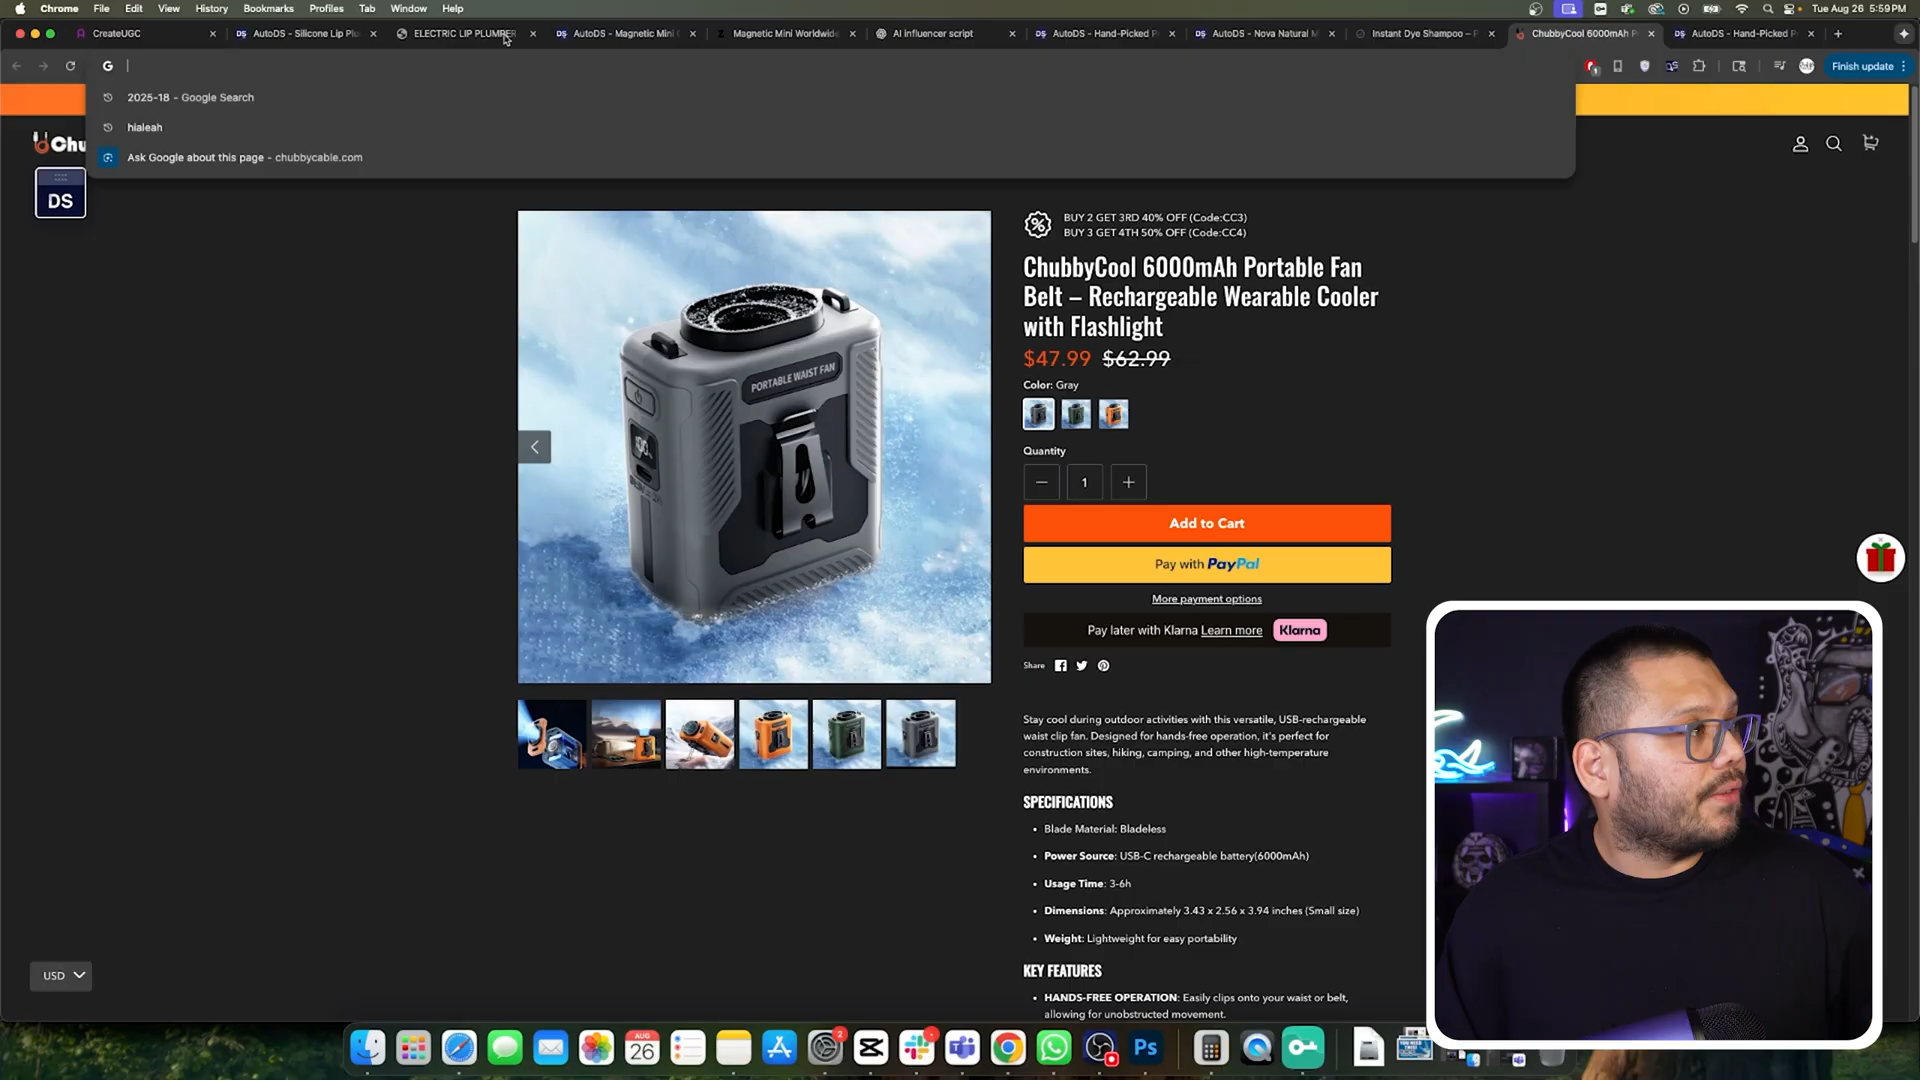 Chrome File Edit View History Bookmarks Profiles Tab Window Help Tue Aug 26 5:59 PM
CreateUGC AutoDS - Silicone Lip Plu ELECTRIC LIP PLUMPER AutoDS - Magnetic Mini Magnetic Mini Worldwide AI influencer script AutoDS - Hand-Picked P AutoDS - Nova Natural M Instant Dye Shampoo – F ChubbyCool 6000mAh P AutoDS - Hand-Picked P
Finish update
2025-18 - Google Search
hialeah
Ask Google about this page - chubbycable.com
Chu
DS
BUY 2 GET 3RD 40% OFF (Code:CC3)
BUY 3 GET 4TH 50% OFF (Code:CC4)
ChubbyCool 6000mAh Portable Fan
Belt – Rechargeable Wearable Cooler
with Flashlight
$47.99 $62.99
Color: Gray
PORTABLE WAIST FAN
Quantity
1
Add to Cart
Pay with PayPal
More payment options
Pay later with Klarna Learn more Klarna
Share
Stay cool during outdoor activities with this versatile, USB-rechargeable
waist clip fan. Designed for hands-free operation, it's perfect for
construction sites, hiking, camping, and other high-temperature
environments.
SPECIFICATIONS
Blade Material: Bladeless
Power Source: USB-C rechargeable battery(6000mAh)
Usage Time: 3-6h
Dimensions: Approximately 3.43 x 2.56 x 3.94 inches (Small size)
Weight: Lightweight for easy portability
KEY FEATURES
HANDS-FREE OPERATION: Easily clips onto your waist or belt,
allowing for unobstructed movement.
USD
AUG
26
2
Ps